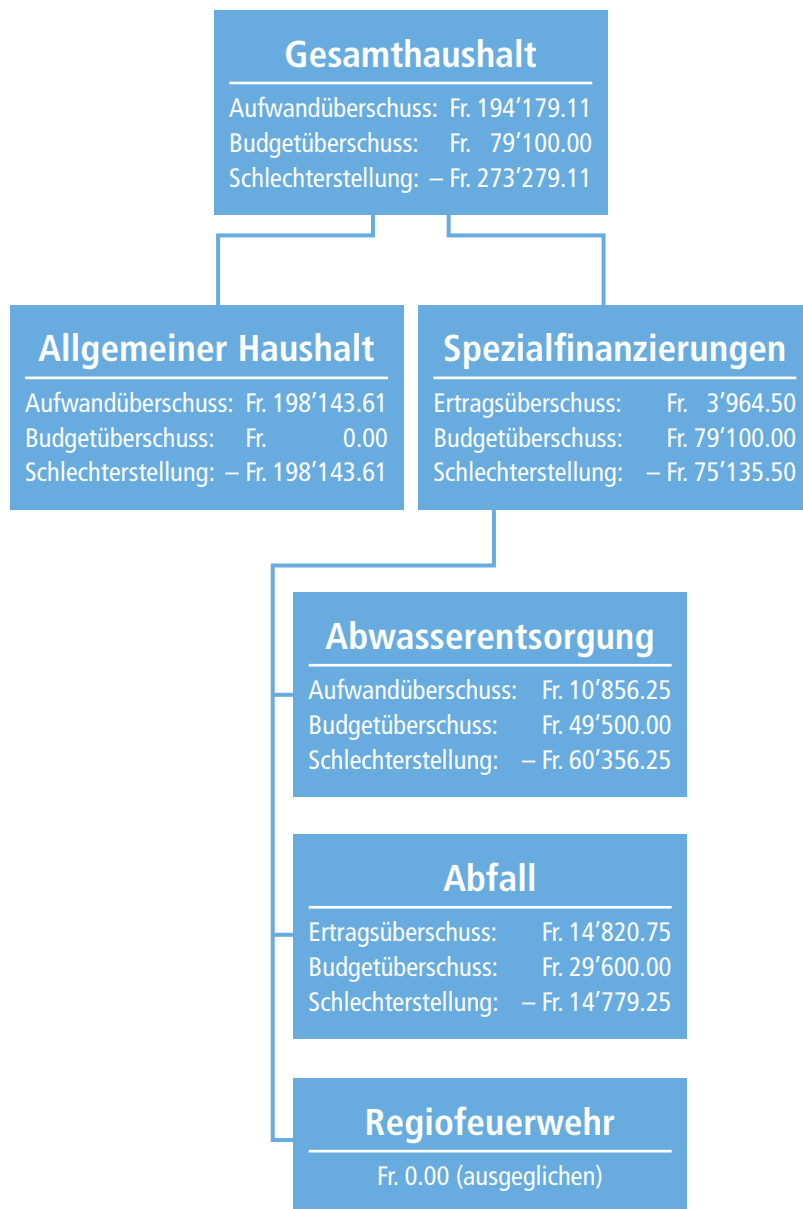 Gesamthaushalt
Aufwandüberschuss: Fr. 194’179.11
Budgetüberschuss: Fr. 79’100.00
Schlechterstellung: – Fr. 273’279.11
Allgemeiner Haushalt
Aufwandüberschuss: Fr. 198’143.61
Budgetüberschuss: Fr. 0.00
Schlechterstellung: – Fr. 198’143.61
Spezialfinanzierungen
Ertragsüberschuss: Fr. 3’964.50
Budgetüberschuss: Fr. 79’100.00
Schlechterstellung: – Fr. 75’135.50
Abwasserentsorgung
Aufwandüberschuss: Fr. 10’856.25
Budgetüberschuss: Fr. 49’500.00
Schlechterstellung: – Fr. 60’356.25
Abfall
Ertragsüberschuss: Fr. 14’820.75
Budgetüberschuss: Fr. 29’600.00
Schlechterstellung: – Fr. 14’779.25
Regiofeuerwehr
Fr. 0.00 (ausgeglichen)